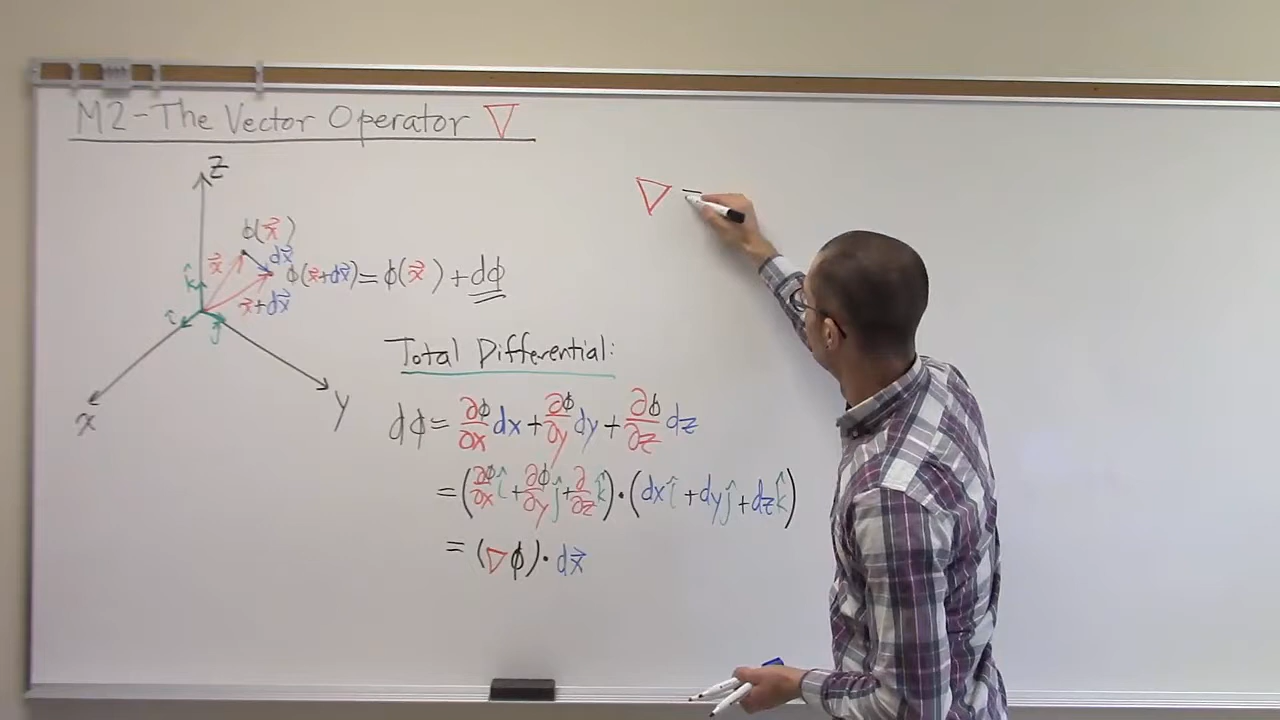 M2-The Vector Operator ∇
z
ϕ(x⃗)
dx⃗
x⃗
k̂
ϕ(x⃗+dx⃗)=ϕ(x⃗)+dϕ
x⃗+dx⃗
î
ĵ
x
y
Total Differential:
dϕ= ∂ϕ/∂x dx+∂ϕ/∂y dy+∂ϕ/∂z dz
=(∂ϕ/∂x î+∂ϕ/∂y ĵ+∂/∂z k̂)·(dx î+dy ĵ+dz k̂)
=(∇ϕ)·dx⃗
∇ =